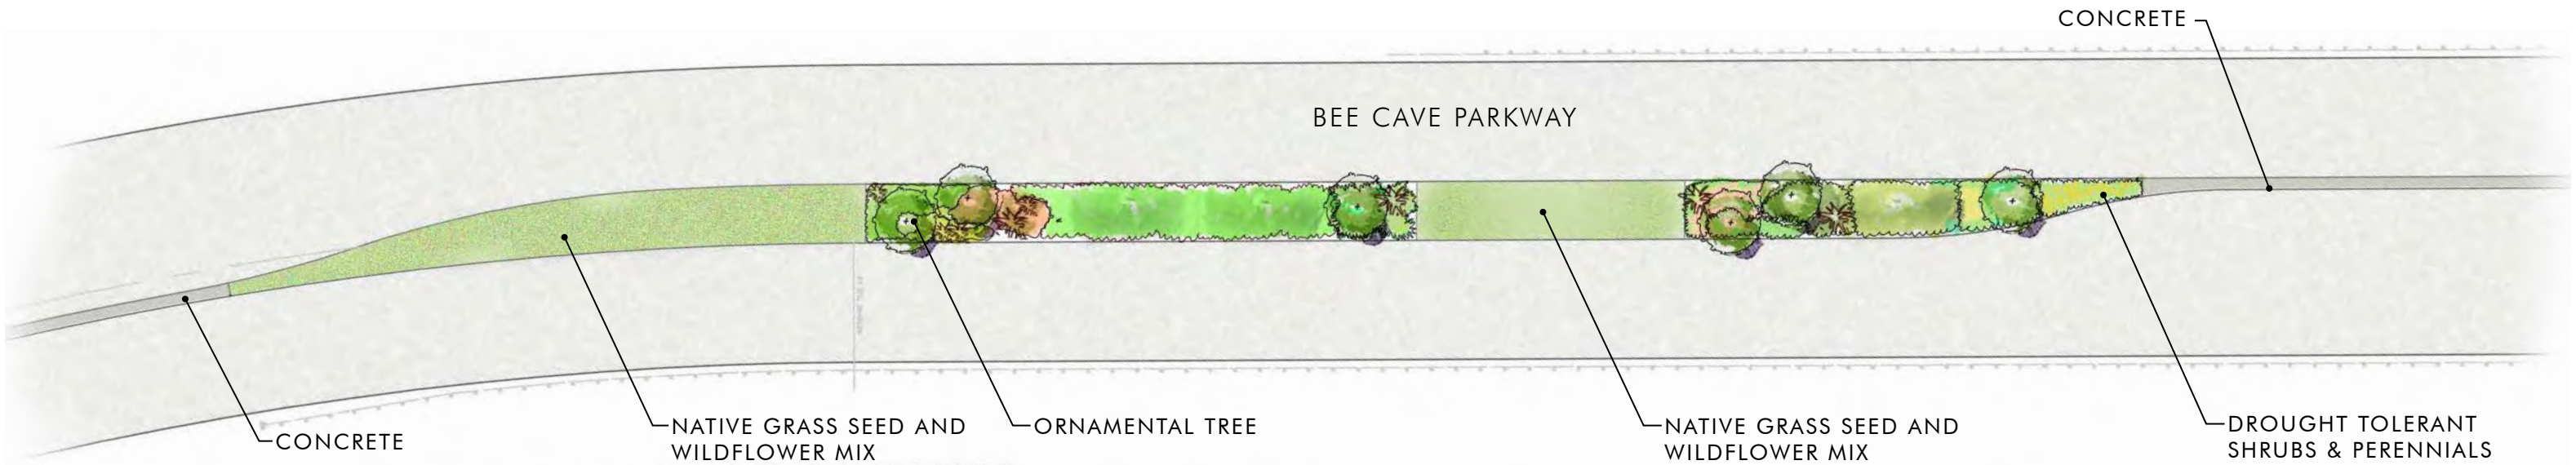 CONCRETE
BEE CAVE PARKWAY
CONCRETE
NATIVE GRASS SEED AND
WILDFLOWER MIX
ORNAMENTAL TREE
NATIVE GRASS SEED AND
WILDFLOWER MIX
DROUGHT TOLERANT
SHRUBS & PERENNIALS